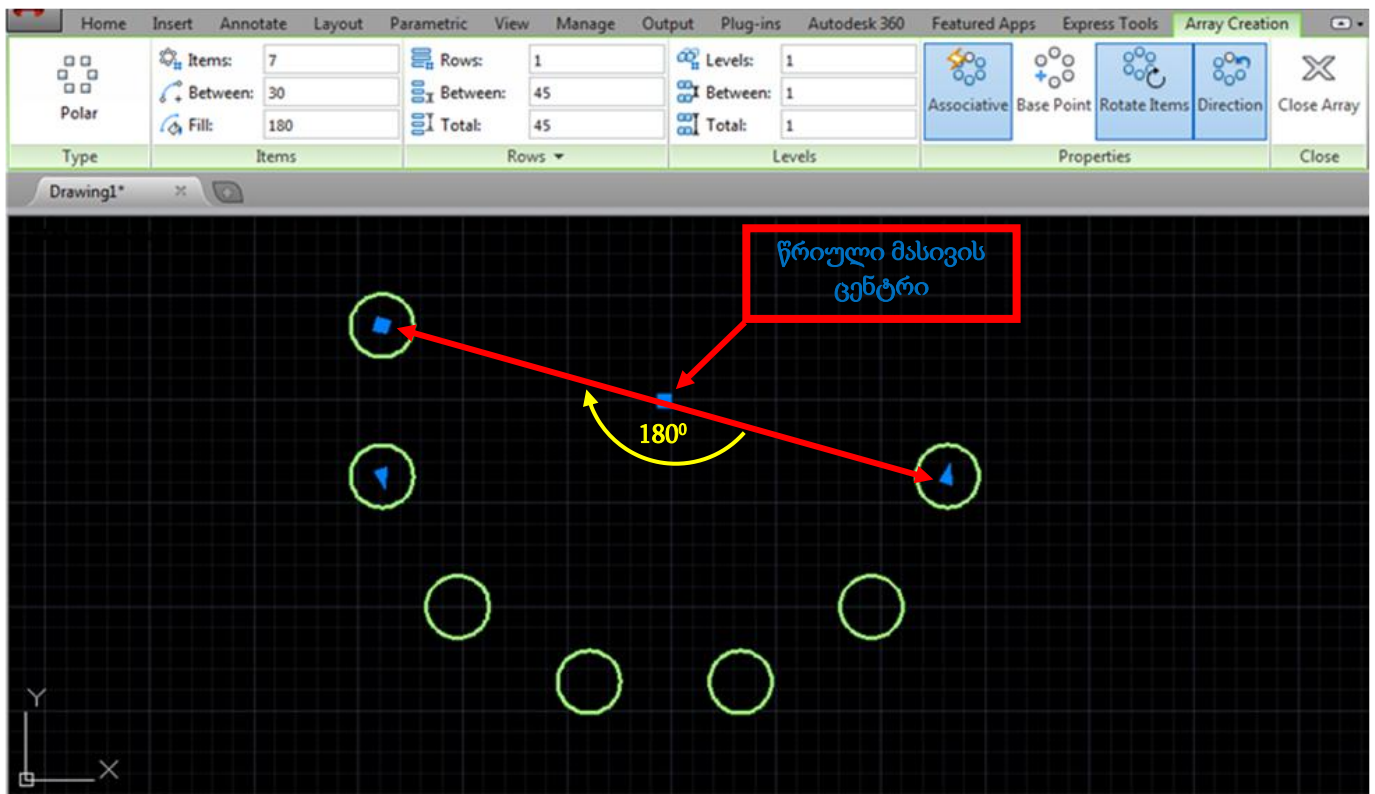 Home Insert Annotate Layout Parametric View Manage Output Plug-ins Autodesk 360 Featured Apps Express Tools Array Creation
Polar
Items: 7
Between: 30
Fill: 180
Rows: 1
Between: 45
Total: 45
Levels: 1
Between: 1
Total: 1
Associative Base Point Rotate Items Direction Close Array
Type Items Rows Levels Properties Close
Drawing1*
წრიული მასივის
ცენტრი
180⁰
Y
X